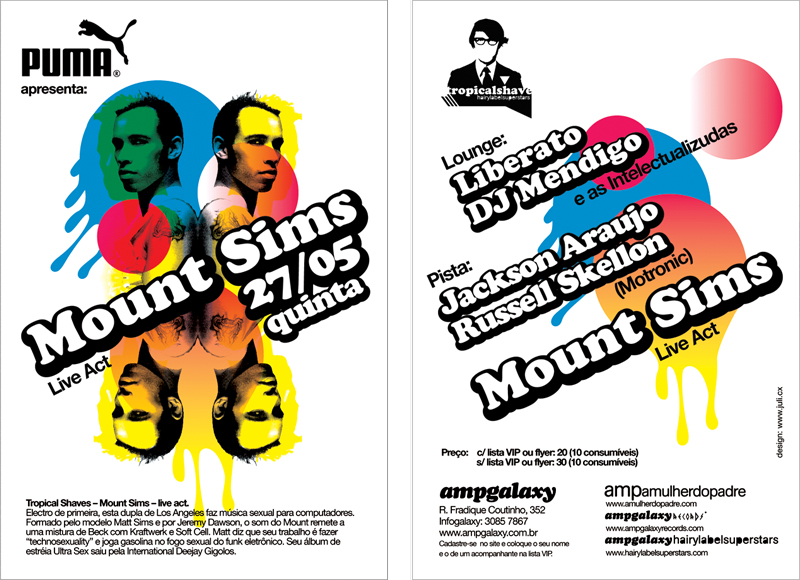 PUMA®
apresenta:
Mount Sims
27/05
quinta
Live Act
Tropical Shaves – Mount Sims – live act.
Electro de primeira, esta dupla de Los Angeles faz música sexual para computadores.
Formado pelo modelo Matt Sims e por Jeremy Dawson, o som do Mount remete a
uma mistura de Beck com Kraftwerk e Soft Cell. Matt diz que seu trabalho é fazer
“technosexuality” e joga gasolina no fogo sexual do funk eletrônico. Seu álbum de
estréia Ultra Sex saiu pela International Deejay Gigolos.
tropicalshave
hairylabelsuperstars
Lounge:
Liberato
DJ Mendigo
e as Intelectualizudas
Pista:
Jackson Araujo
Russell Skellon
(Motronic)
Mount Sims
Live Act
Preço: c/ lista VIP ou flyer: 20 (10 consumíveis)
s/ lista VIP ou flyer: 30 (10 consumíveis)
ampgalaxy
R. Fradique Coutinho, 352
Infogalaxy: 3085 7867
www.ampgalaxy.com.br
Cadastre-se no site e coloque o seu nome
e o de um acompanhante na lista VIP.
ampamulherdopadre
www.amulherdopadre.com
ampgalaxy records
www.ampgalaxyrecords.com
ampgalaxy hairylabelsuperstars
www.hairylabelsuperstars.com
design: www.juli.cx